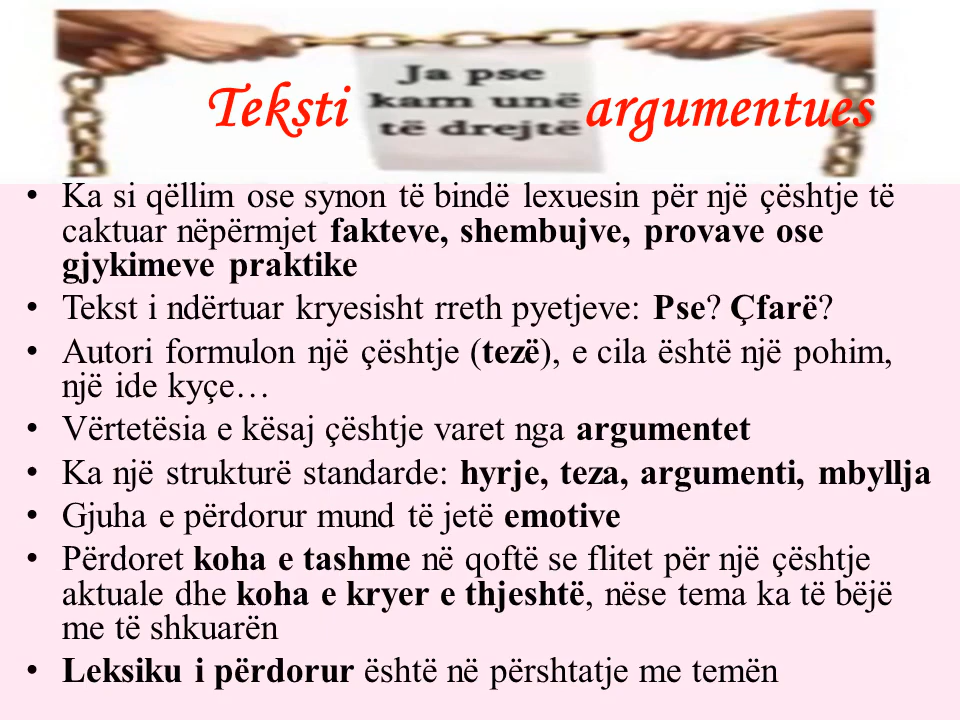 Ja pse
kam unë
të drejtë
Teksti argumentues
• Ka si qëllim ose synon të bindë lexuesin për një çështje të
caktuar nëpërmjet fakteve, shembujve, provave ose
gjykimeve praktike
• Tekst i ndërtuar kryesisht rreth pyetjeve: Pse? Çfarë?
• Autori formulon një çështje (tezë), e cila është një pohim,
një ide kyçe…
• Vërtetësia e kësaj çështje varet nga argumentet
• Ka një strukturë standarde: hyrje, teza, argumenti, mbyllja
• Gjuha e përdorur mund të jetë emotive
• Përdoret koha e tashme në qoftë se flitet për një çështje
aktuale dhe koha e kryer e thjeshtë, nëse tema ka të bëjë
me të shkuarën
• Leksiku i përdorur është në përshtatje me temën